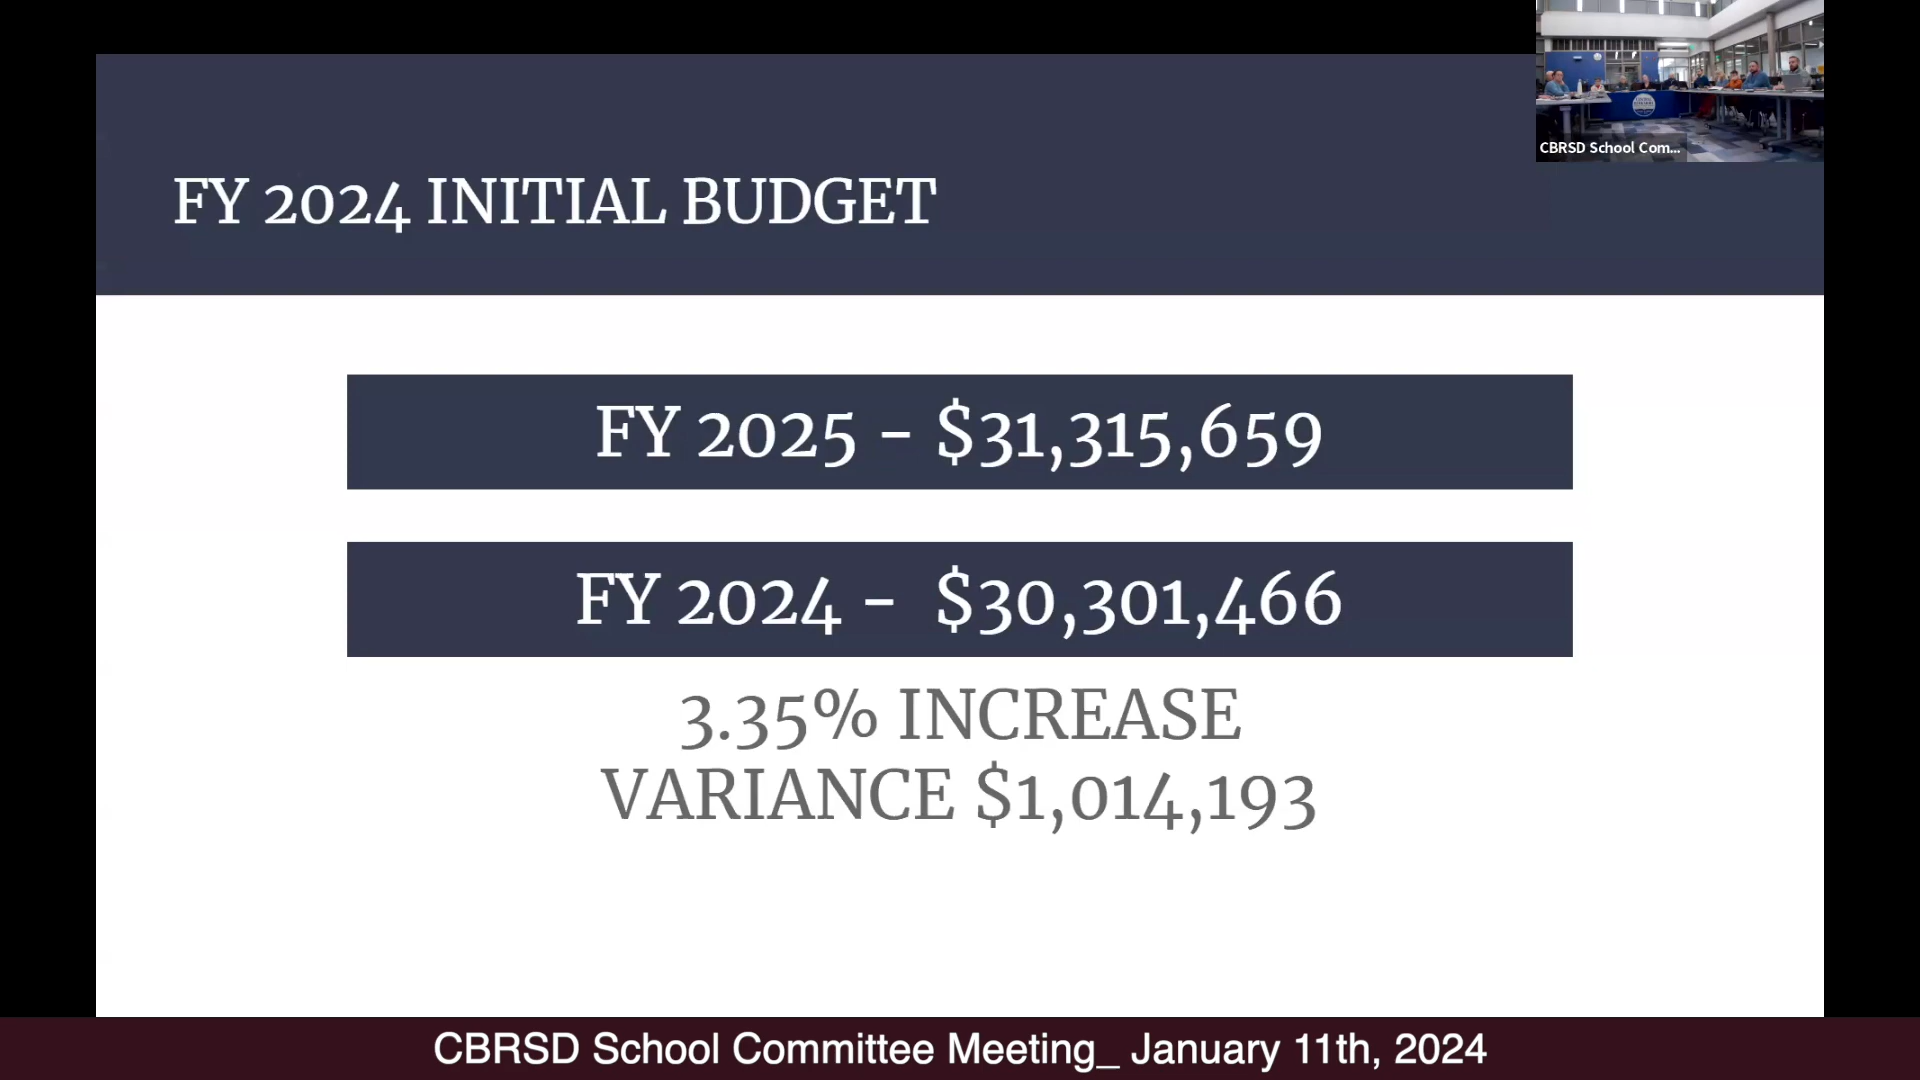 CBRSD School Com...
FY 2024 INITIAL BUDGET
FY 2025 - $31,315,659
FY 2024 - $30,301,466
3.35% INCREASE
VARIANCE $1,014,193
CBRSD School Committee Meeting_ January 11th, 2024